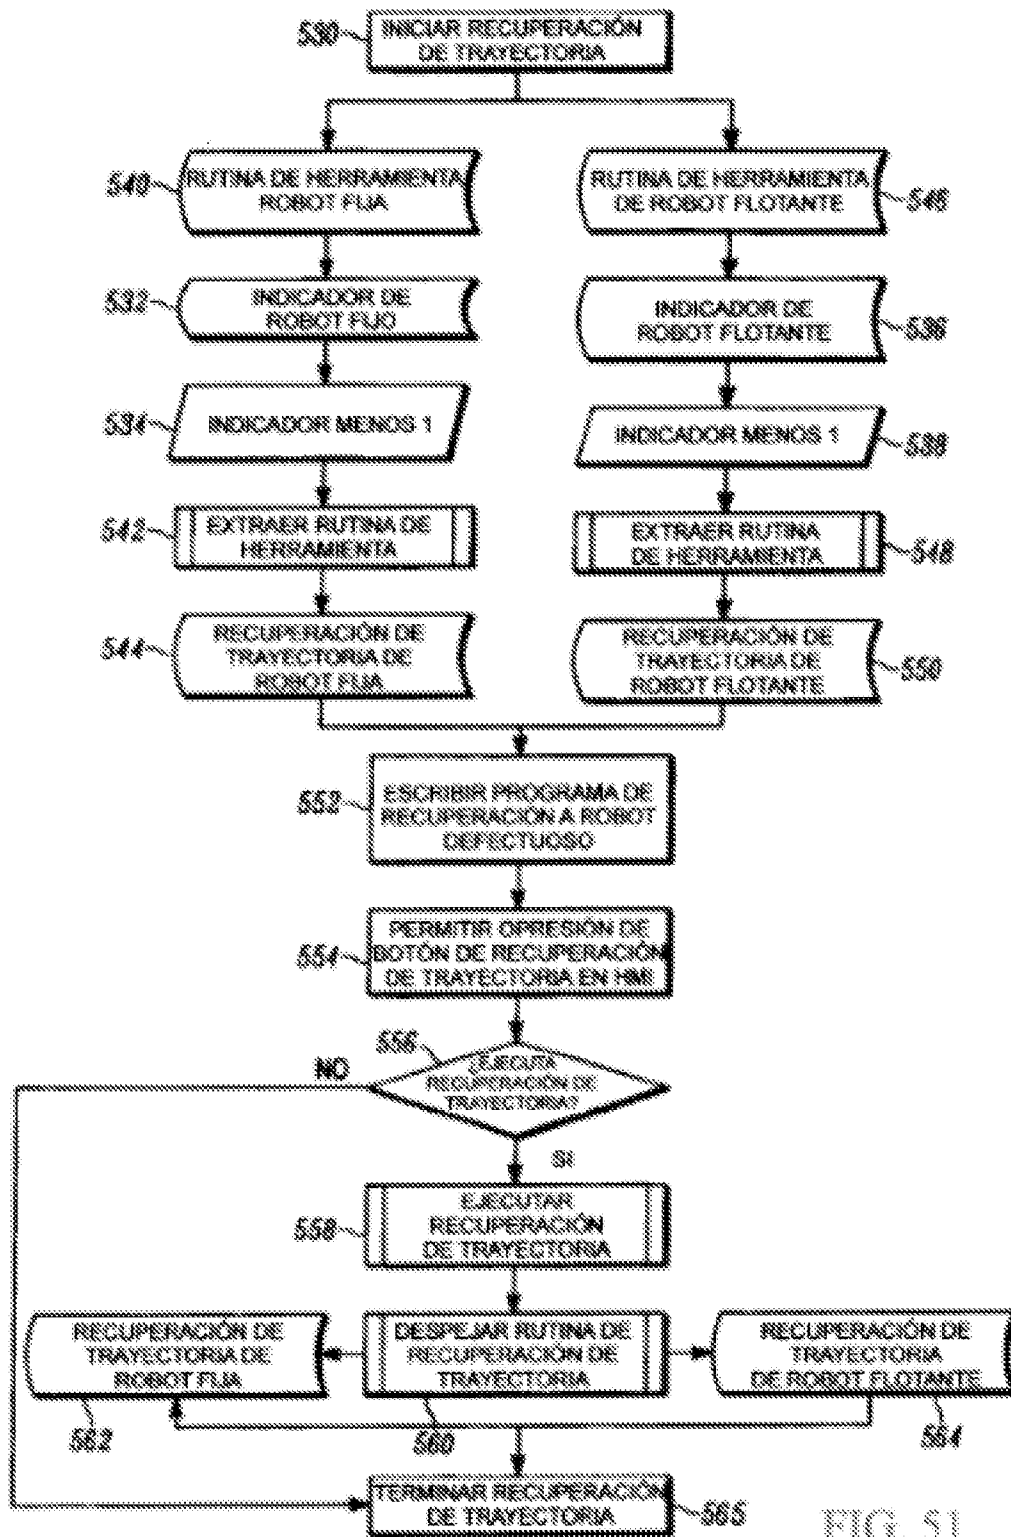 530
INICIAR RECUPERACIÓN
DE TRAYECTORIA
540
RUTINA DE HERRAMIENTA
ROBOT FIJA
RUTINA DE HERRAMIENTA
DE ROBOT FLOTANTE
546
532
INDICADOR DE
ROBOT FIJO
INDICADOR DE
ROBOT FLOTANTE
536
534
INDICADOR MENOS 1
INDICADOR MENOS 1
538
542
EXTRAER RUTINA DE
HERRAMIENTA
EXTRAER RUTINA
DE HERRAMIENTA
548
544
RECUPERACIÓN DE
TRAYECTORIA DE
ROBOT FIJA
RECUPERACIÓN DE
TRAYECTORIA DE
ROBOT FLOTANTE
550
552
ESCRIBIR PROGRAMA DE
RECUPERACIÓN A ROBOT
DEFECTUOSO
554
PERMITIR OPRESIÓN DE
BOTÓN DE RECUPERACIÓN
DE TRAYECTORIA EN HMI
556
NO
¿EJECUTA
RECUPERACIÓN DE
TRAYECTORIA?
SI
558
EJECUTAR
RECUPERACIÓN
DE TRAYECTORIA
RECUPERACIÓN DE
TRAYECTORIA DE
ROBOT FIJA
DESPEJAR RUTINA DE
RECUPERACIÓN DE
TRAYECTORIA
RECUPERACIÓN DE
TRAYECTORIA
DE ROBOT FLOTANTE
562
560
564
TERMINAR RECUPERACIÓN
DE TRAYECTORIA
565
FIG. 51